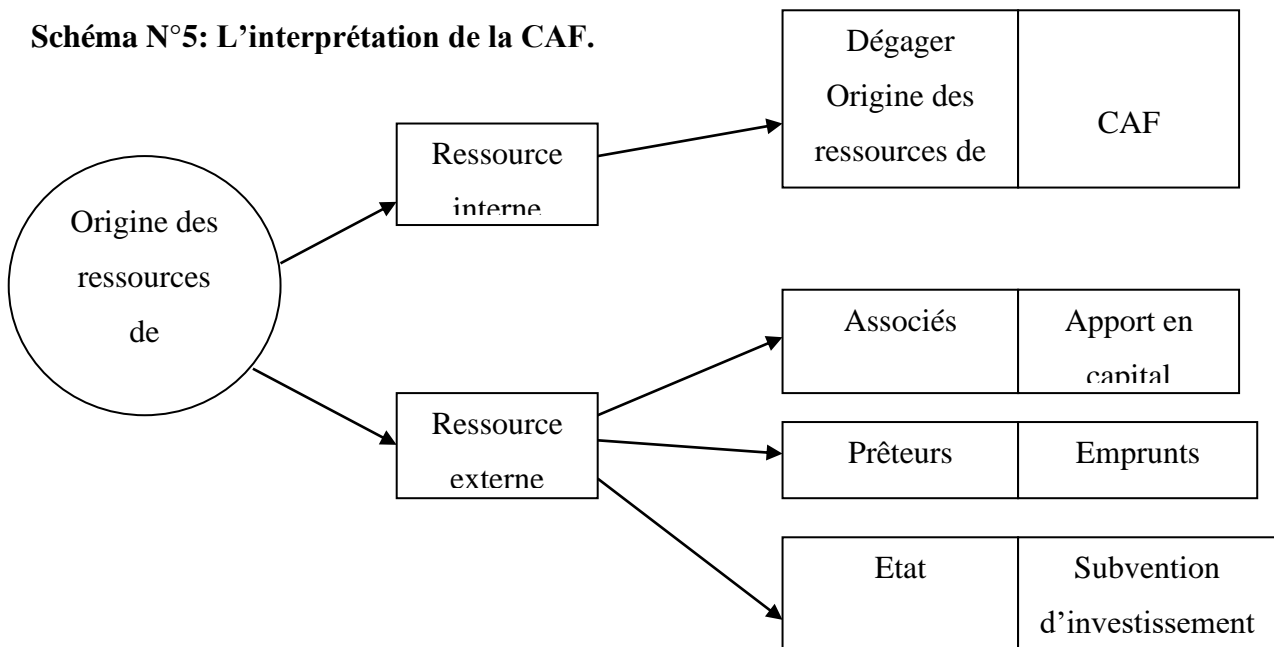 Schéma N°5: L’interprétation de la CAF.
Origine des
ressources
de
Ressource
interne
Dégager
Origine des
ressources de
CAF
Ressource
externe
Associés
Apport en
capital
Prêteurs
Emprunts
Etat
Subvention
d’investissement